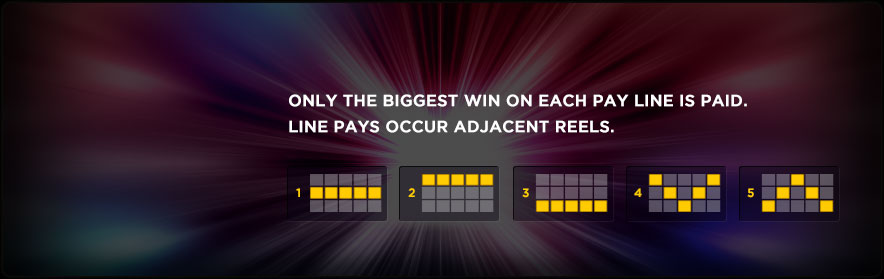 ONLY THE BIGGEST WIN ON EACH PAY LINE IS PAID.
LINE PAYS OCCUR ADJACENT REELS.
1 2 3 4 5